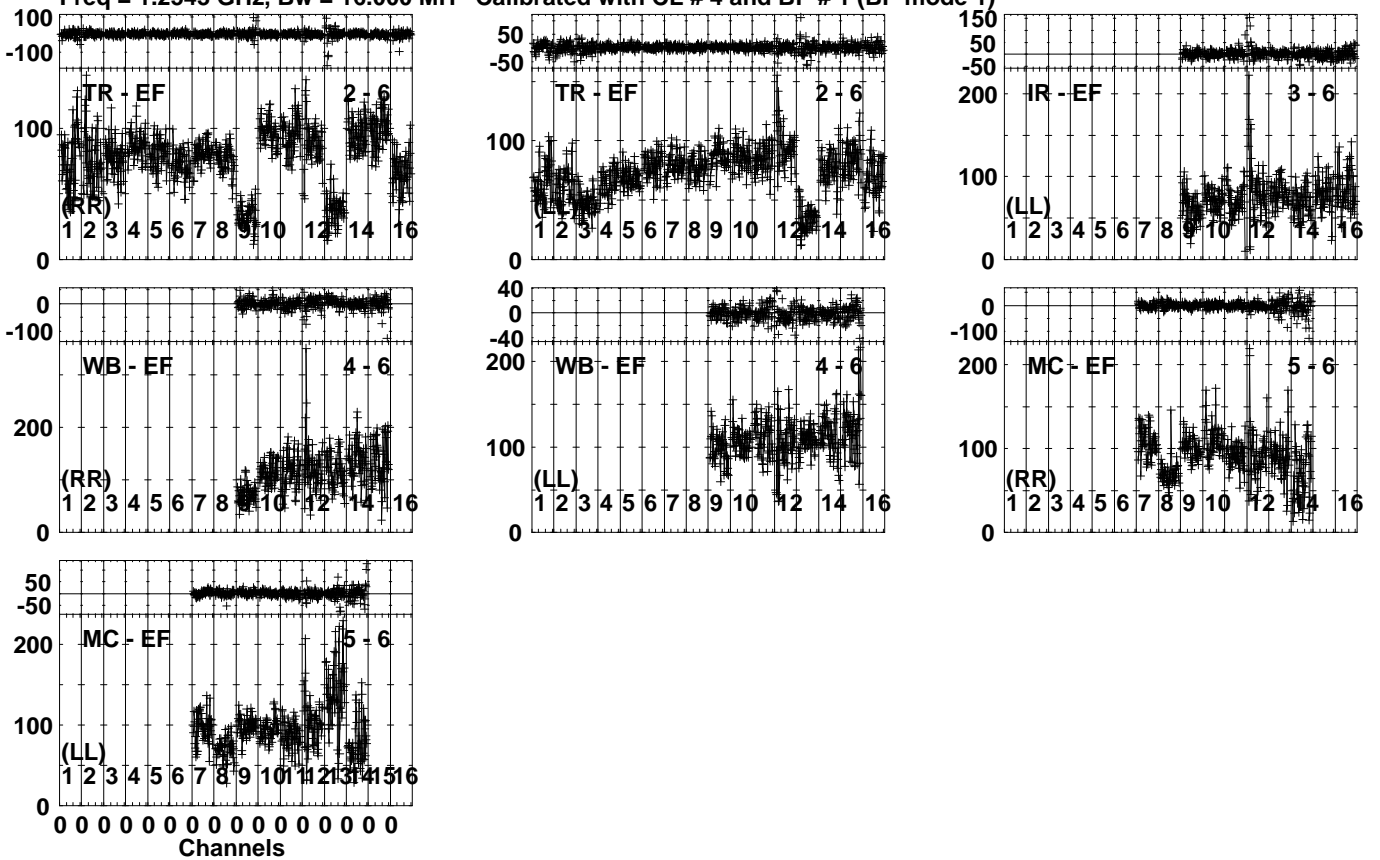 Freq = 1.2545 GHz, Bw = 16.000 MH Calibrated with CL # 4 and BP # 1 (BP mode 1)
100
-100
TR - EF 2 - 6
100
(RR)
1 2 3 4 5 6 7 8 9 10 12 14 16
0
50
-50
TR - EF 2 - 6
100
(LL)
1 2 3 4 5 6 7 8 9 10 12 14 16
0
150
50
-50
200
IR - EF 3 - 6
100
(LL)
1 2 3 4 5 6 7 8 9 10 12 14 16
0
0
-100
WB - EF 4 - 6
200
(RR)
1 2 3 4 5 6 7 8 9 10 12 14 16
0
40
0
-40
200
WB - EF 4 - 6
100
(LL)
1 2 3 4 5 6 7 8 9 10 12 14 16
0
0
-100
200
MC - EF 5 - 6
100
(RR)
1 2 3 4 5 6 7 8 9 10 12 14 16
0
50
-50
200
MC - EF 5 - 6
100
(LL)
1 2 3 4 5 6 7 8 9 10 11 12 13 14 15 16
0
0 0 0 0 0 0 0 0 0 0 0 0 0 0 0 0
Channels